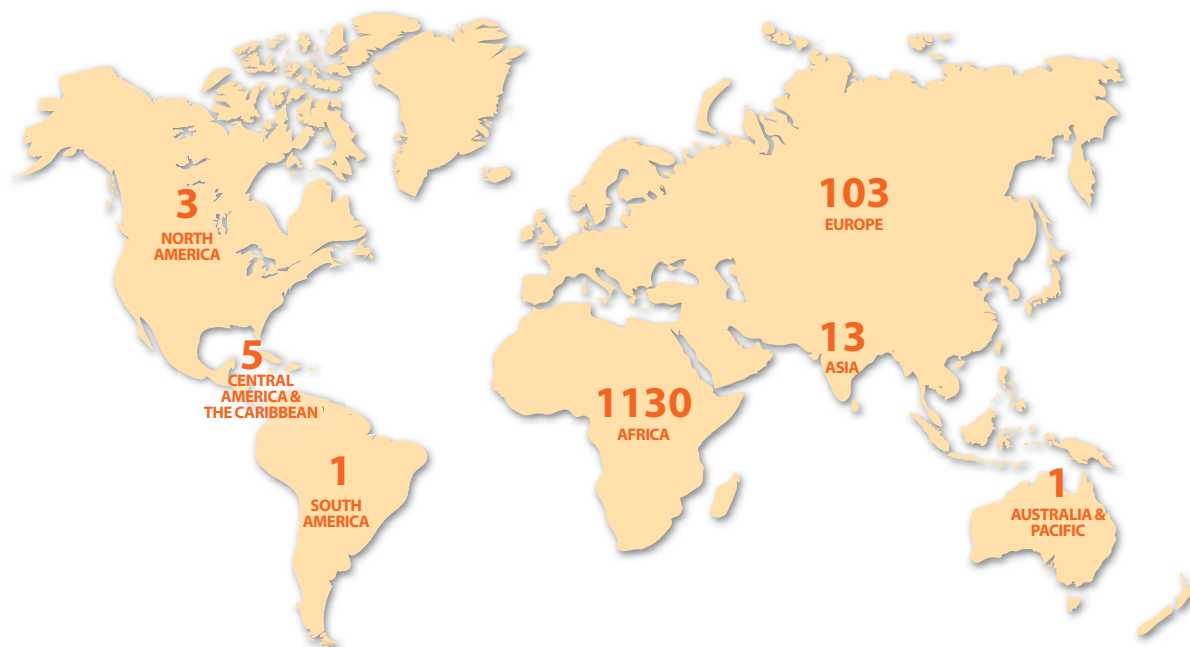 3
NORTH
AMERICA
103
EUROPE
5
CENTRAL
AMERICA &
THE CARIBBEAN
13
ASIA
1130
AFRICA
1
SOUTH
AMERICA
1
AUSTRALIA &
PACIFIC